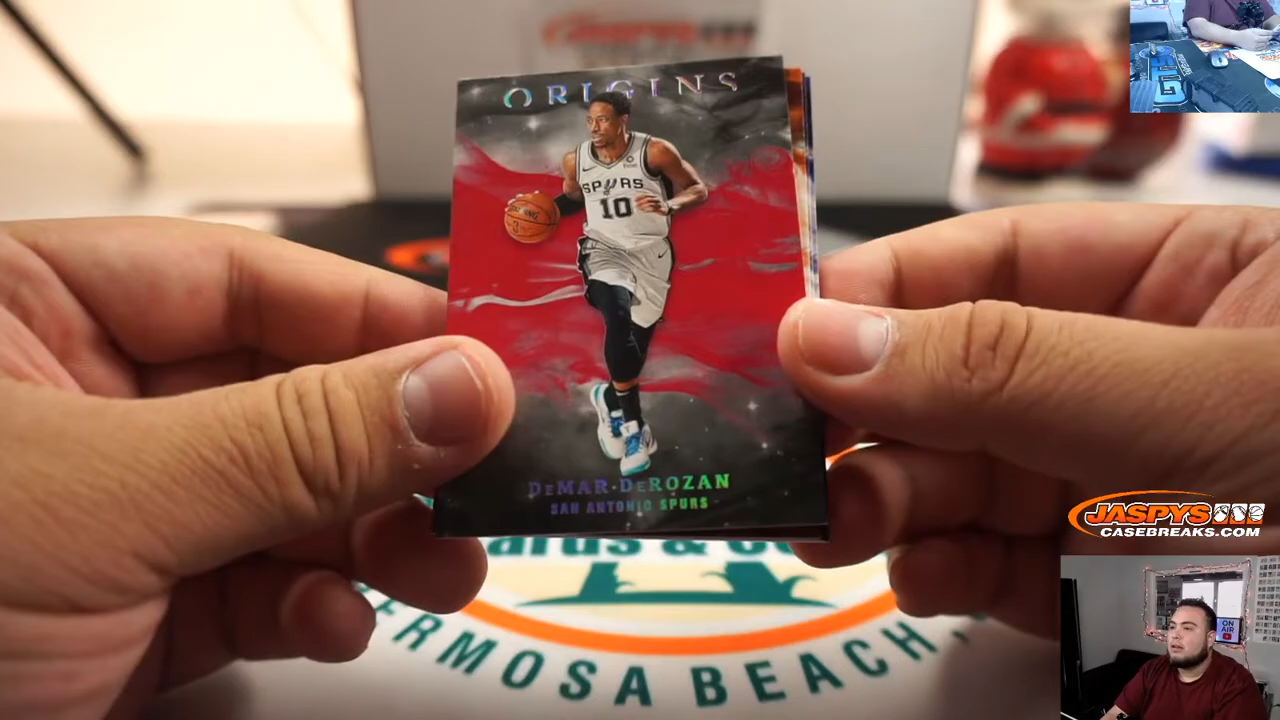 ORIGINS
SPURS
10
DeMAR DeROZAN
SAN ANTONIO SPURS
JASPYS
CASEBREAKS.COM
ON
AIR
HERMOSA BEACH,